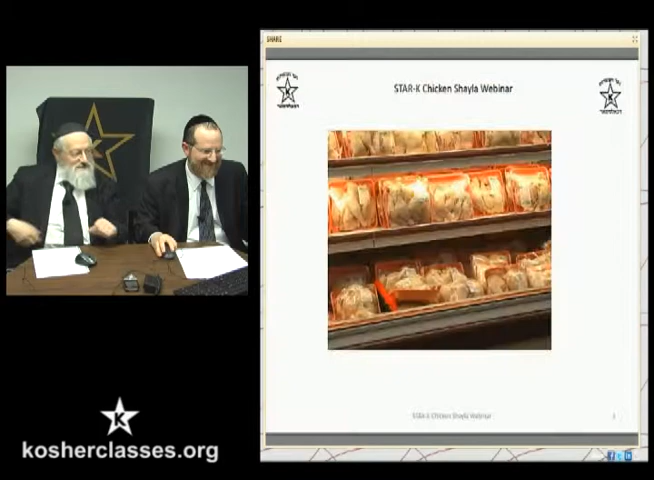 SHARE
STAR-K Chicken Shayla Webinar
K
K
STAR-K Chicken Shayla Webinar
K
kosherclasses.org